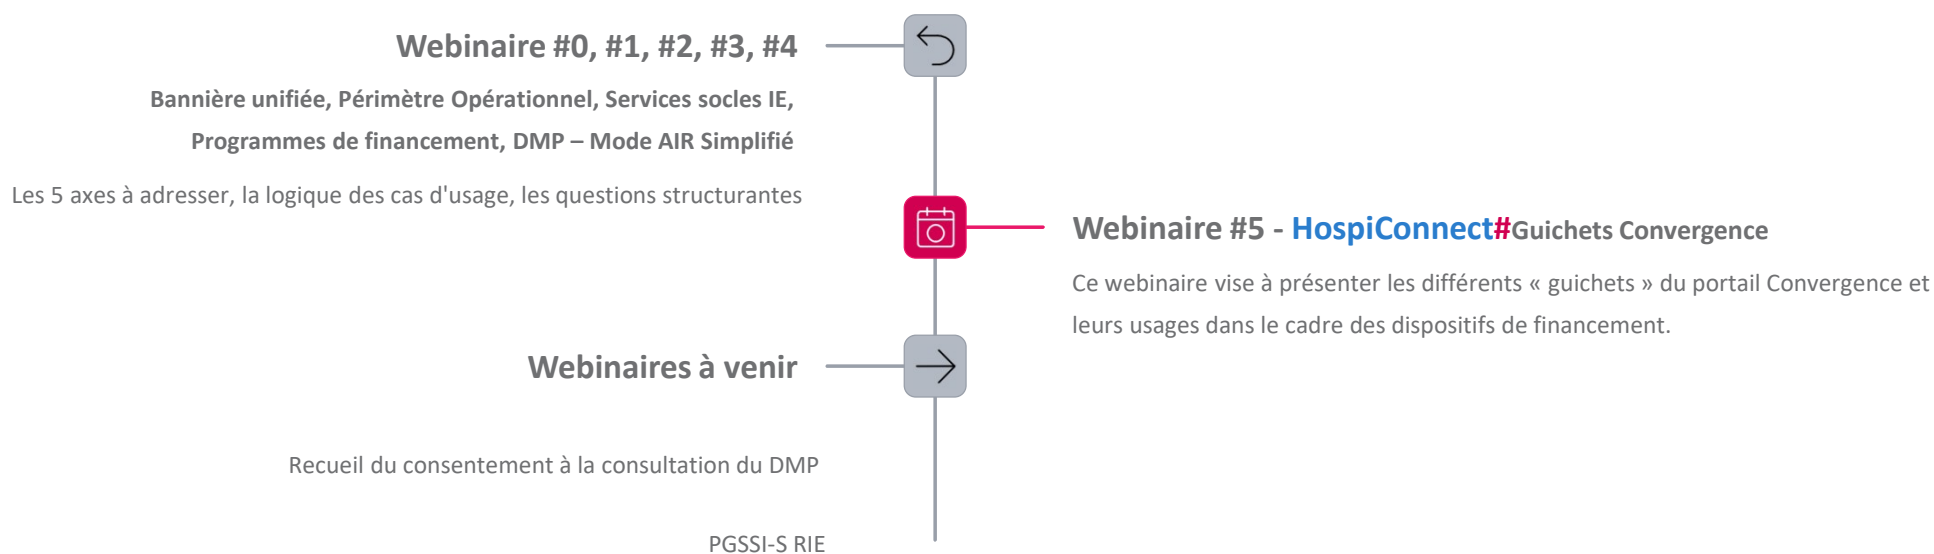 Webinaire #0, #1, #2, #3, #4
Bannière unifiée, Périmètre Opérationnel, Services socles IE,
Programmes de financement, DMP – Mode AIR Simplifié
Les 5 axes à adresser, la logique des cas d'usage, les questions structurantes
Webinaire #5 - HospiConnect#Guichets Convergence
Ce webinaire vise à présenter les différents « guichets » du portail Convergence et
leurs usages dans le cadre des dispositifs de financement.
Webinaires à venir
Recueil du consentement à la consultation du DMP
PGSSI-S RIE